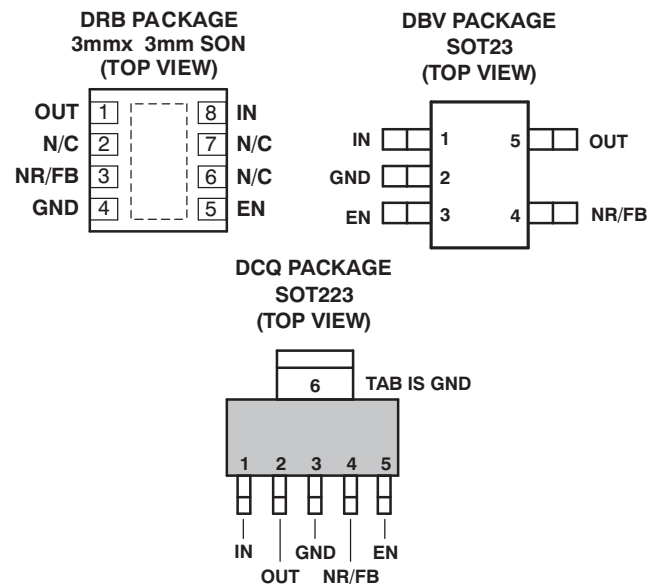 DRB PACKAGE
3mmx 3mm SON
(TOP VIEW)
OUT 1 8 IN
N/C 2 7 N/C
NR/FB 3 6 N/C
GND 4 5 EN
DBV PACKAGE
SOT23
(TOP VIEW)
IN 1 5 OUT
GND 2
EN 3 4 NR/FB
DCQ PACKAGE
SOT223
(TOP VIEW)
6 TAB IS GND
1 2 3 4 5
IN GND EN
OUT NR/FB